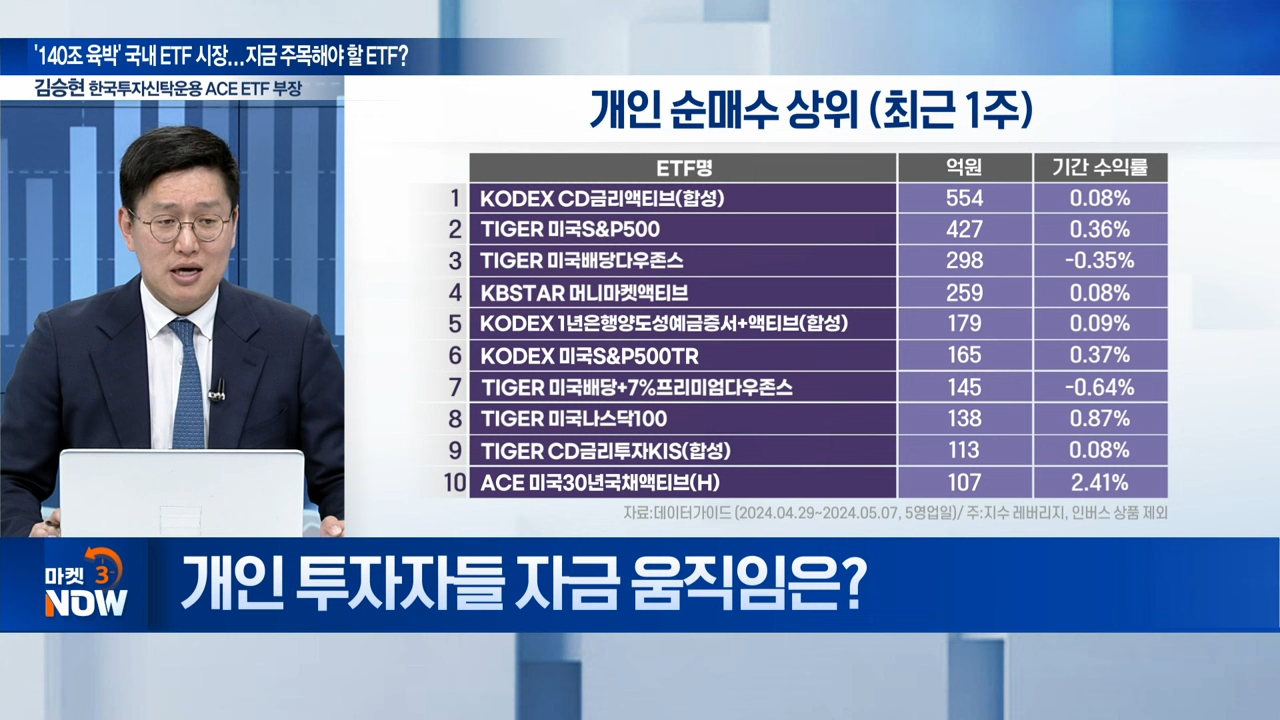 '140조 육박' 국내 ETF 시장...지금 주목해야 할 ETF?
김승현 한국투자신탁운용 ACE ETF 부장
개인 순매수 상위 (최근 1주)
ETF명 억원 기간 수익률
1 KODEX CD금리액티브(합성) 554 0.08%
2 TIGER 미국S&P500 427 0.36%
3 TIGER 미국배당다우존스 298 -0.35%
4 KBSTAR 머니마켓액티브 259 0.08%
5 KODEX 1년은행양도성예금증서+액티브(합성) 179 0.09%
6 KODEX 미국S&P500TR 165 0.37%
7 TIGER 미국배당+7%프리미엄다우존스 145 -0.64%
8 TIGER 미국나스닥100 138 0.87%
9 TIGER CD금리투자KIS(합성) 113 0.08%
10 ACE 미국30년국채액티브(H) 107 2.41%
자료:데이터가이드 (2024.04.29~2024.05.07, 5영업일)/ 주:지수 레버리지, 인버스 상품 제외
마켓 3
NOW
개인 투자자들 자금 움직임은?